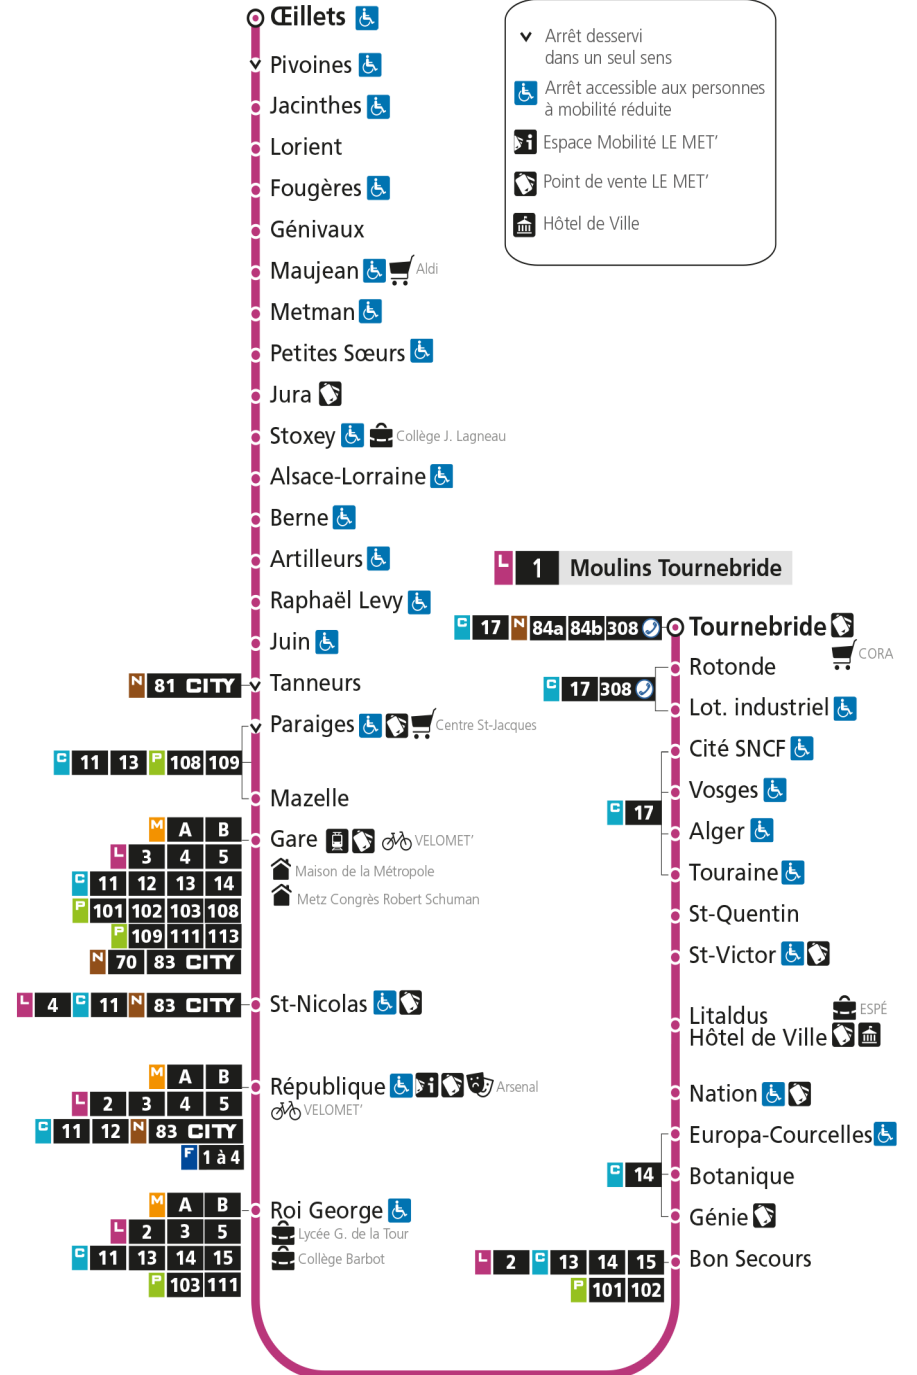 Œillets
Pivoines
Jacinthes
Lorient
Fougères
Génivaux
Maujean Aldi
Metman
Petites Sœurs
Jura
Stoxey Collège J. Lagneau
Alsace-Lorraine
Berne
Artilleurs
Raphaël Levy
Juin
N 81 CITY Tanneurs
Paraiges Centre St-Jacques
C 11 13 P 108 109
Mazelle
M A B
Gare VELOMET'
L 3 4 5
Maison de la Métropole
C 11 12 13 14
Metz Congrès Robert Schuman
P 101 102 103 108
P 109 111 113
N 70 83 CITY
L 4 C 11 N 83 CITY St-Nicolas
M A B
République Arsenal
L 2 3 4 5
VELOMET'
C 11 12 N 83 CITY
F 1 à 4
M A B
Roi George
L 2 3 5
Lycée G. de la Tour
C 11 13 14 15
Collège Barbot
P 103 111
Arrêt desservi
dans un seul sens
Arrêt accessible aux personnes
à mobilité réduite
Espace Mobilité LE MET'
Point de vente LE MET'
Hôtel de Ville
L 1 Moulins Tournebride
C 17 N 84a 84b 308 Tournebride
CORA
Rotonde
C 17 308
Lot. industriel
Cité SNCF
Vosges
C 17
Alger
Touraine
St-Quentin
St-Victor
Litaldus ESPÉ
Hôtel de Ville
Nation
Europa-Courcelles
C 14 Botanique
Génie
L 2 C 13 14 15 Bon Secours
P 101 102